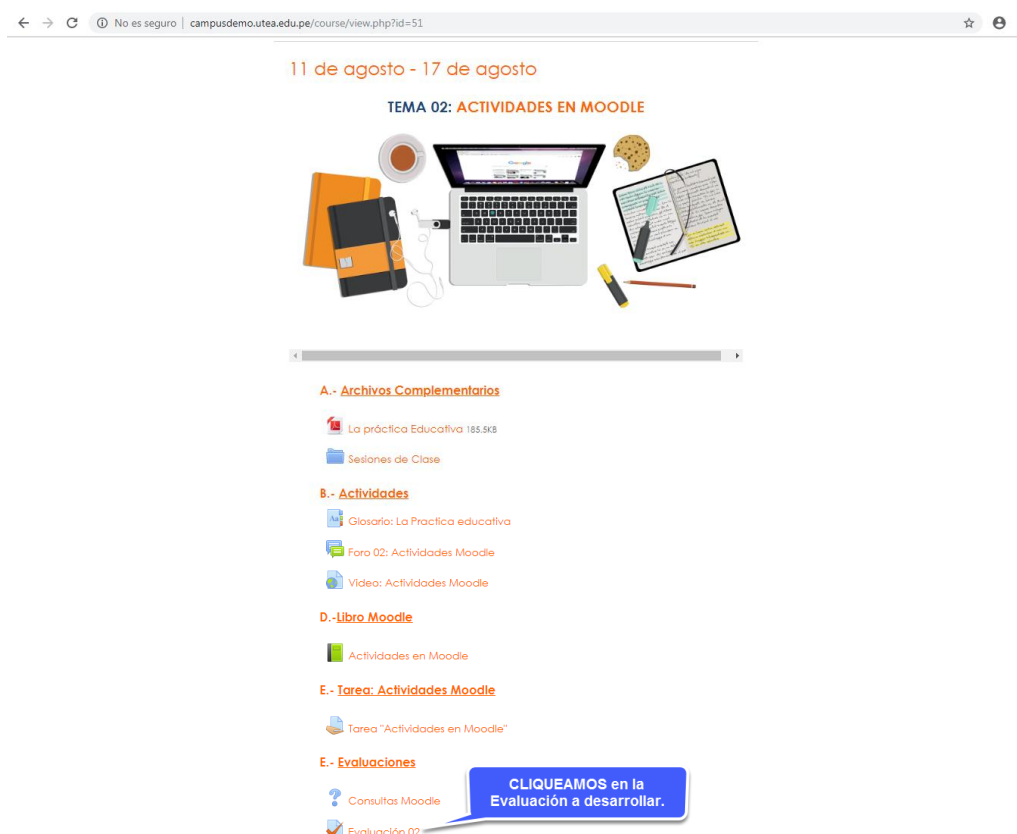 No es seguro | campusdemo.utea.edu.pe/course/view.php?id=51
11 de agosto - 17 de agosto
TEMA 02: ACTIVIDADES EN MOODLE
Google
A.- Archivos Complementarios
La práctica Educativa 185.5KB
Sesiones de Clase
B.- Actividades
Glosario: La Practica educativa
Foro 02: Actividades Moodle
Video: Actividades Moodle
D.-Libro Moodle
Actividades en Moodle
E.- Tarea: Actividades Moodle
Tarea "Actividades en Moodle"
E.- Evaluaciones
CLIQUEAMOS en la
Evaluación a desarrollar.
Consultas Moodle
Evaluación 02